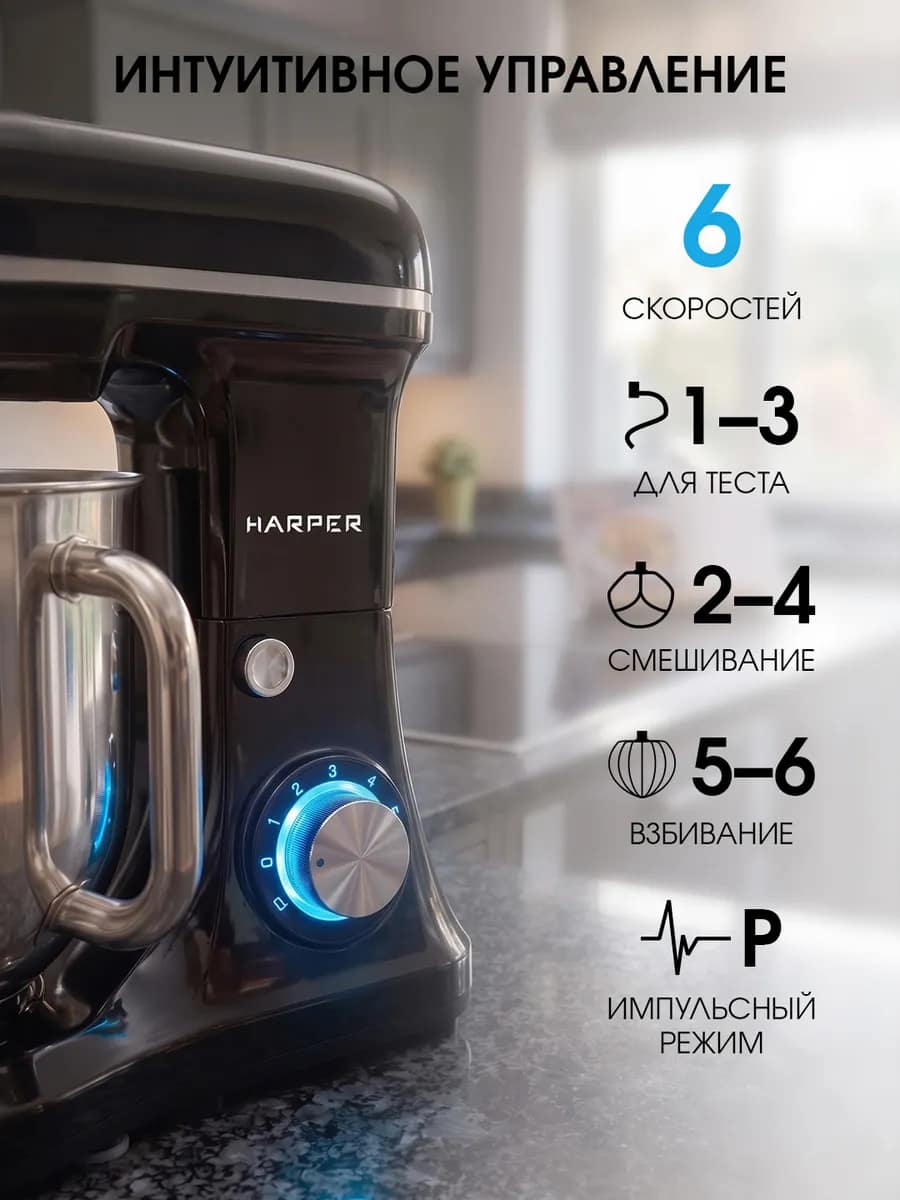 ИНТУИТИВНОЕ УПРАВЛЕНИЕ
6
СКОРОСТЕЙ
1–3
ДЛЯ ТЕСТА
HARPER
2–4
СМЕШИВАНИЕ
5–6
ВЗБИВАНИЕ
0 1 2 3 4
P
ИМПУЛЬСНЫЙ
РЕЖИМ